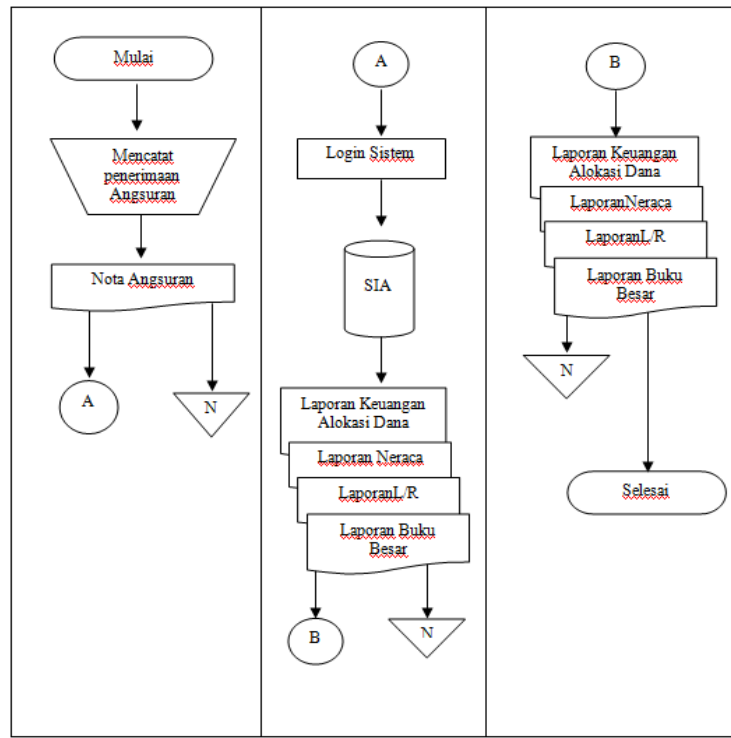 Mulai
Mencatat
penerimaan
Angsuran
Nota Angsuran
A
N
A
Login Sistem
SIA
Laporan Keuangan
Alokasi Dana
Laporan Neraca
LaporanL/R
Laporan Buku
Besar
B
N
B
Laporan Keuangan
Alokasi Dana
LaporanNeraca
LaporanL/R
Laporan Buku
Besar
N
Selesai